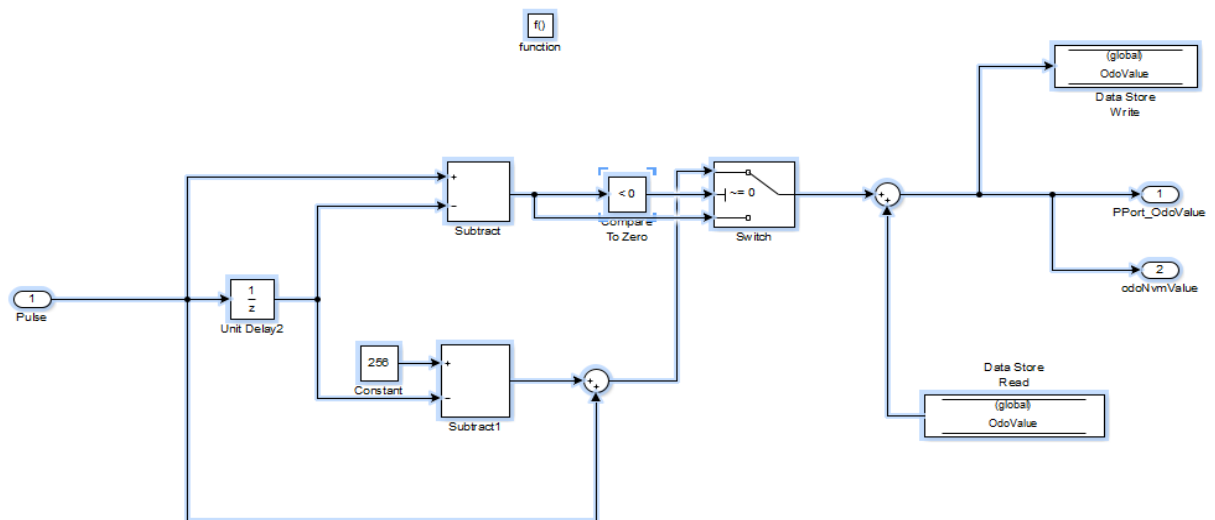 f()
function
(global)
OdoValue
Data Store
Write
+
−
Subtract
< 0
Compare
To Zero
~= 0
Switch
+
+
1
PPort_OdoValue
2
odoNvmValue
1
Pulse
1
z
Unit Delay2
256
Constant
+
−
Subtract1
+
+
Data Store
Read
(global)
OdoValue